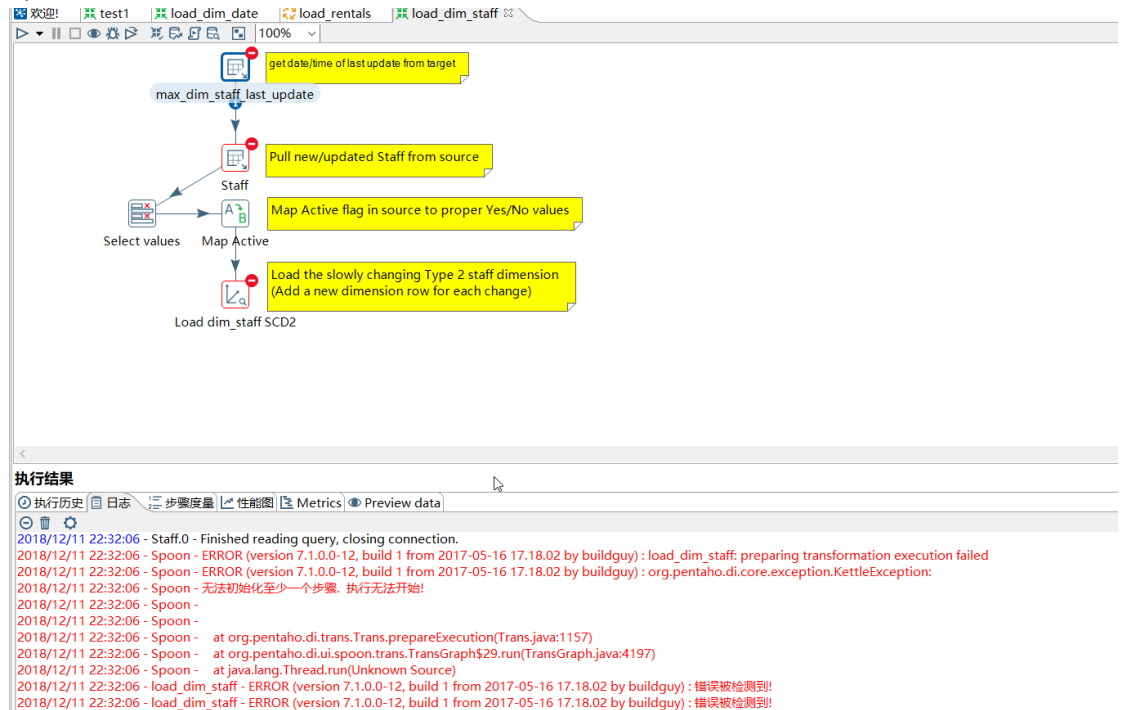 欢迎! test1 load_dim_date load_rentals load_dim_staff
100%
get date/time of last update from target
max_dim_staff_last_update
Pull new/updated Staff from source
Staff
Map Active flag in source to proper Yes/No values
Select values Map Active
Load the slowly changing Type 2 staff dimension
(Add a new dimension row for each change)
Load dim_staff SCD2
执行结果
执行历史 日志 步骤度量 性能图 Metrics Preview data
2018/12/11 22:32:06 - Staff.0 - Finished reading query, closing connection.
2018/12/11 22:32:06 - Spoon - ERROR (version 7.1.0.0-12, build 1 from 2017-05-16 17.18.02 by buildguy) : load_dim_staff: preparing transformation execution failed
2018/12/11 22:32:06 - Spoon - ERROR (version 7.1.0.0-12, build 1 from 2017-05-16 17.18.02 by buildguy) : org.pentaho.di.core.exception.KettleException:
2018/12/11 22:32:06 - Spoon - 无法初始化至少一个步骤. 执行无法开始!
2018/12/11 22:32:06 - Spoon -
2018/12/11 22:32:06 - Spoon -
2018/12/11 22:32:06 - Spoon - at org.pentaho.di.trans.Trans.prepareExecution(Trans.java:1157)
2018/12/11 22:32:06 - Spoon - at org.pentaho.di.ui.spoon.trans.TransGraph$29.run(TransGraph.java:4197)
2018/12/11 22:32:06 - Spoon - at java.lang.Thread.run(Unknown Source)
2018/12/11 22:32:06 - load_dim_staff - ERROR (version 7.1.0.0-12, build 1 from 2017-05-16 17.18.02 by buildguy) : 错误被检测到!
2018/12/11 22:32:06 - load_dim_staff - ERROR (version 7.1.0.0-12, build 1 from 2017-05-16 17.18.02 by buildguy) : 错误被检测到!